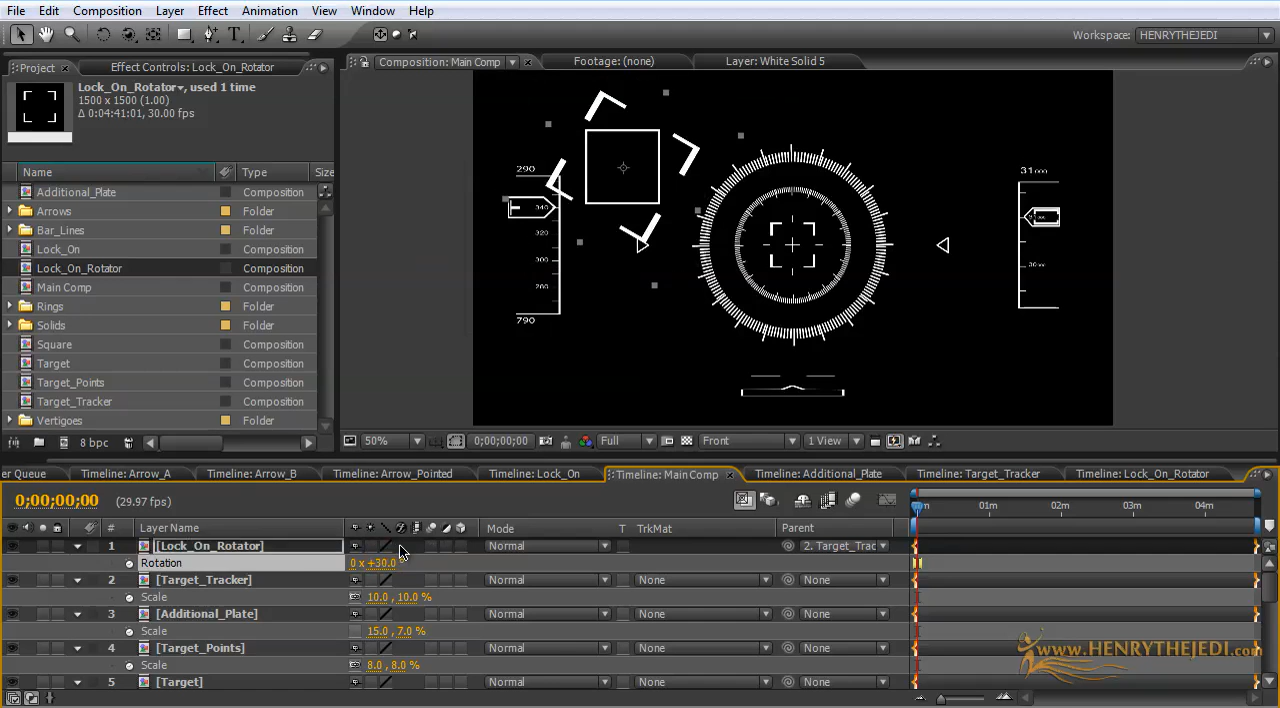 File Edit Composition Layer Effect Animation View Window Help
Workspace: HENRYTHEJEDI
Project × Effect Controls: Lock_On_Rotator
Composition: Main Comp
Footage: (none)
Layer: White Solid 5
Lock_On_Rotator, used 1 time
1500 x 1500 (1.00)
Δ 0:04:41:01, 30.00 fps
Name Type Size
Additional_Plate Composition
Arrows Folder
Bar_Lines Folder
Lock_On Composition
Lock_On_Rotator Composition
Main Comp Composition
Rings Folder
Solids Folder
Square Composition
Target Composition
Target_Points Composition
Target_Tracker Composition
Vertigoes Folder
8 bpc
290
340
320
300
260
790
31000
30
50% 0;00;00;00 Full Front 1 View
er Queue Timeline: Arrow_A Timeline: Arrow_B Timeline: Arrow_Pointed Timeline: Lock_On Timeline: Main Comp × Timeline: Additional_Plate Timeline: Target_Tracker Timeline: Lock_On_Rotator
0;00;00;00 (29.97 fps)
01m 02m 03m 04m
# Layer Name Mode T TrkMat Parent
1 [Lock_On_Rotator] Normal 2. Target_Trac
Rotation 0 x +30.0
2 [Target_Tracker] Normal None None
Scale 10.0, 10.0 %
3 [Additional_Plate] Normal None None
Scale 15.0, 7.0 %
4 [Target_Points] Normal None None
Scale 8.0, 8.0 %
5 [Target] Normal None None
www.HENRYTHEJEDI.com